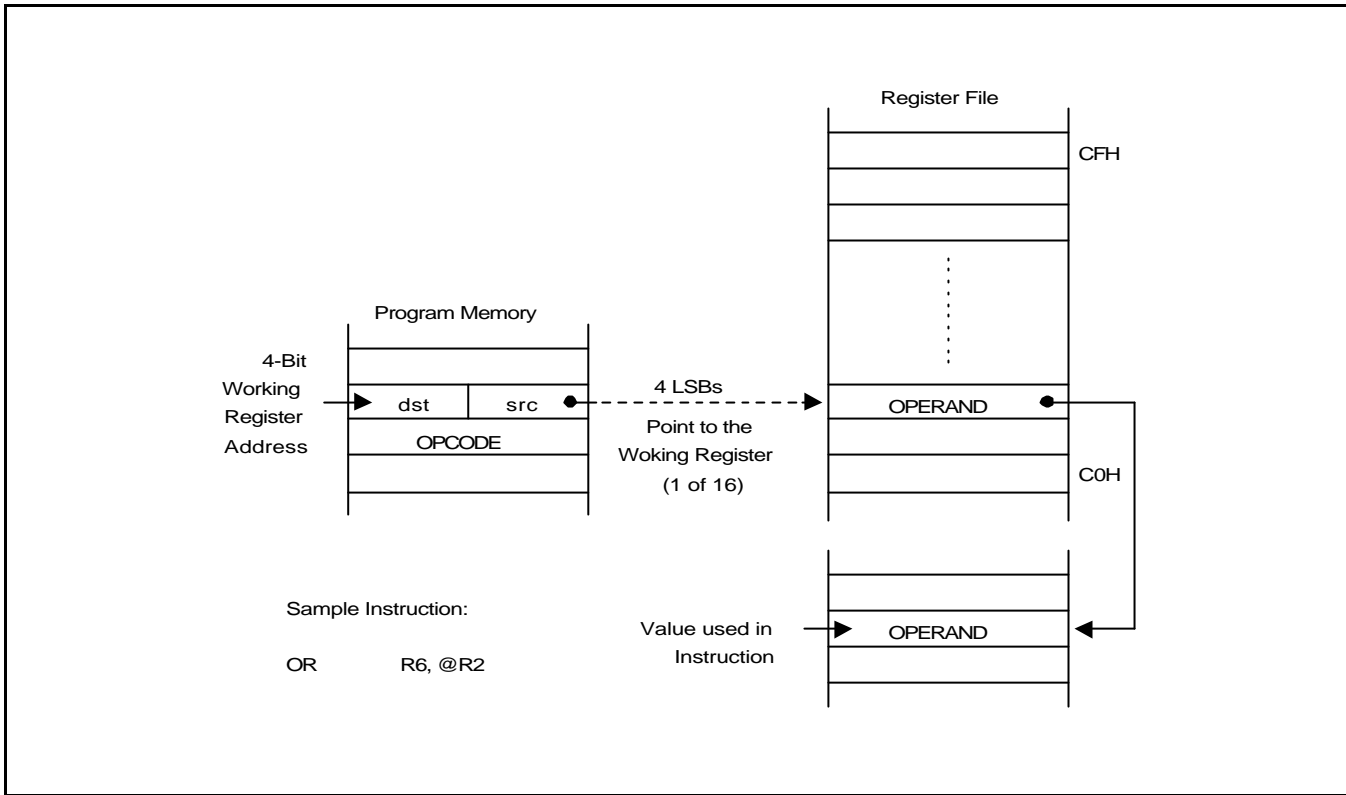 Register File
CFH
Program Memory
4-Bit
Working
Register
Address
dst src
OPCODE
4 LSBs
Point to the
Woking Register
(1 of 16)
OPERAND
C0H
Sample Instruction:
OR R6, @R2
Value used in
Instruction
OPERAND